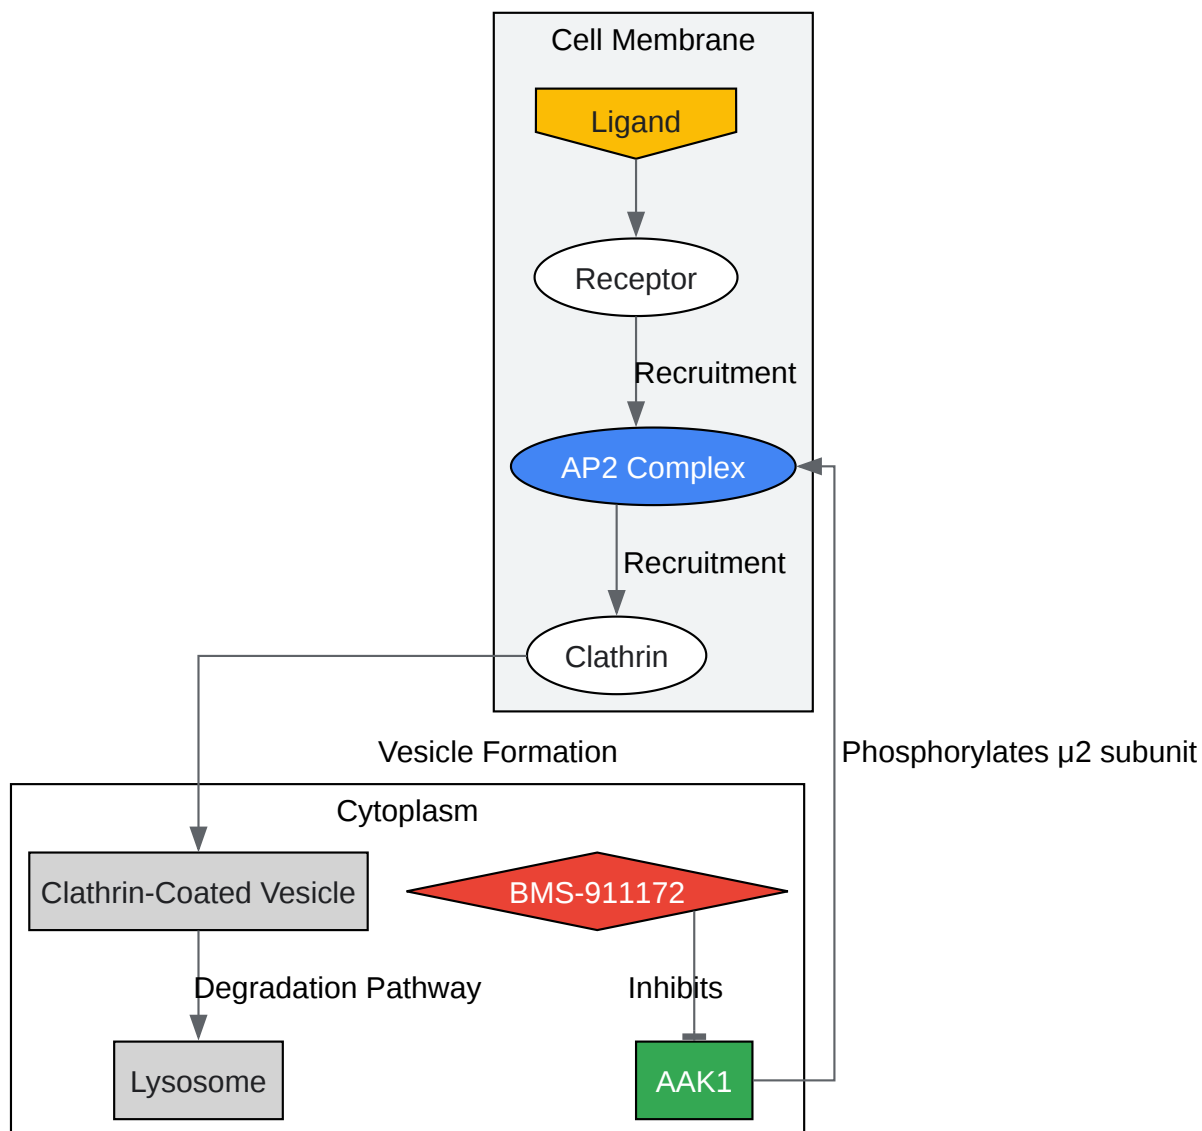 Cell Membrane
Ligand
Receptor
Recruitment
AP2 Complex
Recruitment
Clathrin
Vesicle Formation
Phosphorylates μ2 subunit
Cytoplasm
Clathrin-Coated Vesicle
BMS-911172
Degradation Pathway
Inhibits
Lysosome
AAK1